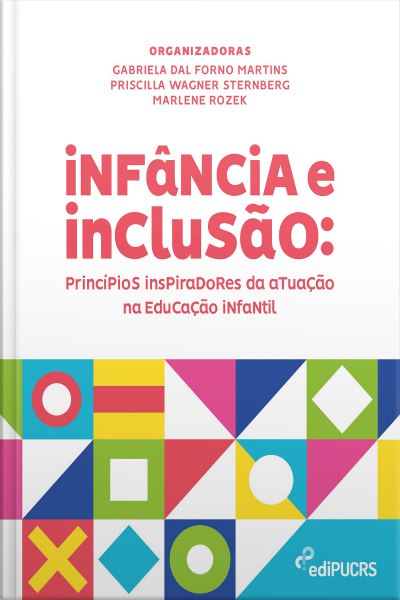 ORGANIZADORAS
GABRIELA DAL FORNO MARTINS
PRISCILLA WAGNER STERNBERG
MARLENE ROZEK
iNFâNCiA e
inclusão:
PRiNCíPiOS insPiRaDoRes da aTuação
na EduCação iNfaNtil
ediPUCRS